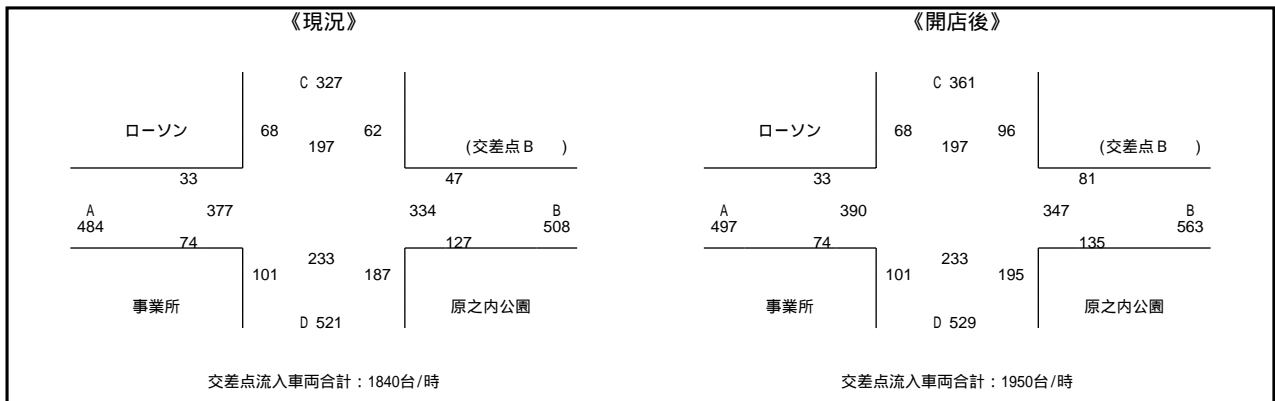 《現況》 《開店後》
C 327 C 361
ローソン 68 62 ローソン 68 96
197 (交差点B ) 197 (交差点B )
33 47 33 81
A 377 334 B A 390 347 B
484 508 497 563
74 127 74 135
233 233
101 187 101 195
事業所 原之内公園 事業所 原之内公園
D 521 D 529
交差点流入車両合計：1840台/時 交差点流入車両合計：1950台/時